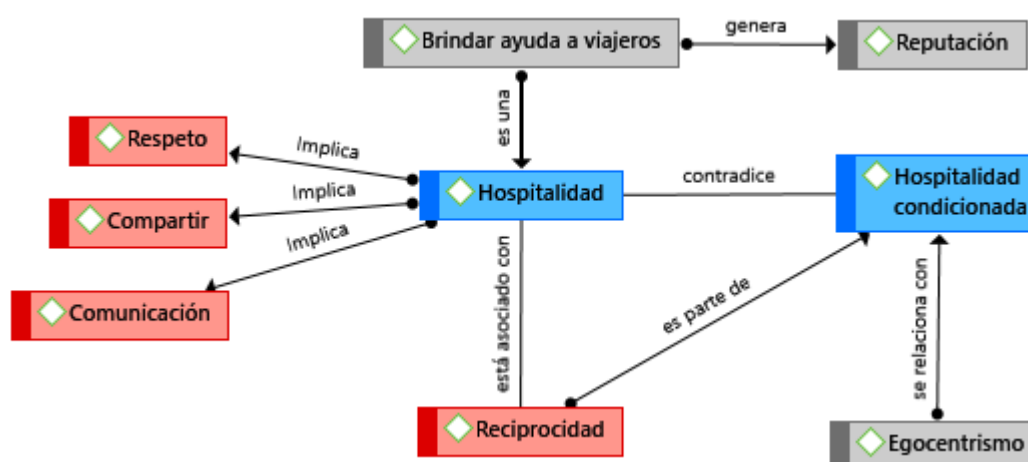 Brindar ayuda a viajeros
genera
Reputación
es una
Respeto
Implica
Hospitalidad
contradice
Hospitalidad
condicionada
Compartir
Implica
Comunicación
Implica
está asociado con
es parte de
se relaciona con
Reciprocidad
Egocentrismo